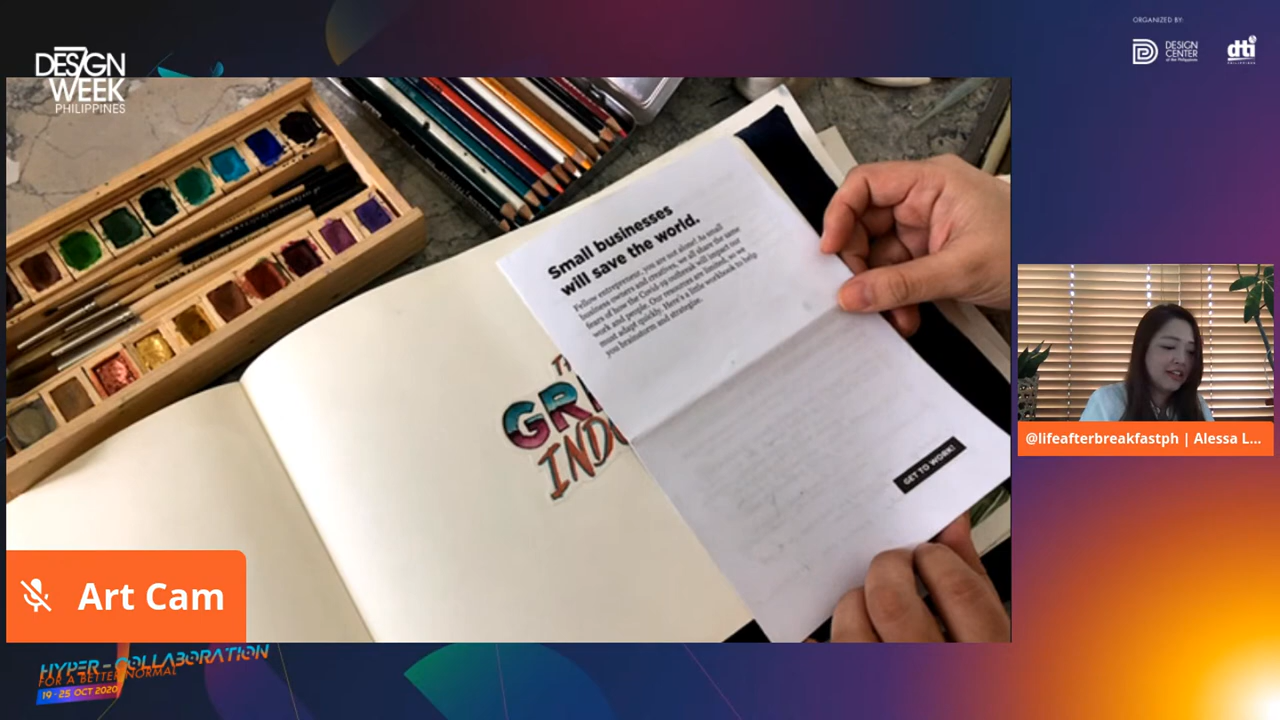 ORGANIZED BY:
DESIGN
WEEK
PHILIPPINES
DESIGN
CENTER
of the Philippines
dti
PHILIPPINES
Small businesses
will save the world.
Fellow entrepreneur, you are not alone! As small
business owners and creatives, we all share the same
fears of how the Covid-19 outbreak will impact our
work and people. Our resources are limited, so we
must adapt quickly. Here's a little workbook to help
you brainstorm and strategize.
GET TO WORK!
@lifeafterbreakfastph | Alessa L...
Art Cam
HYPER-COLLABORATION
FOR A BETTER NORMAL
19 - 25 OCT 2020